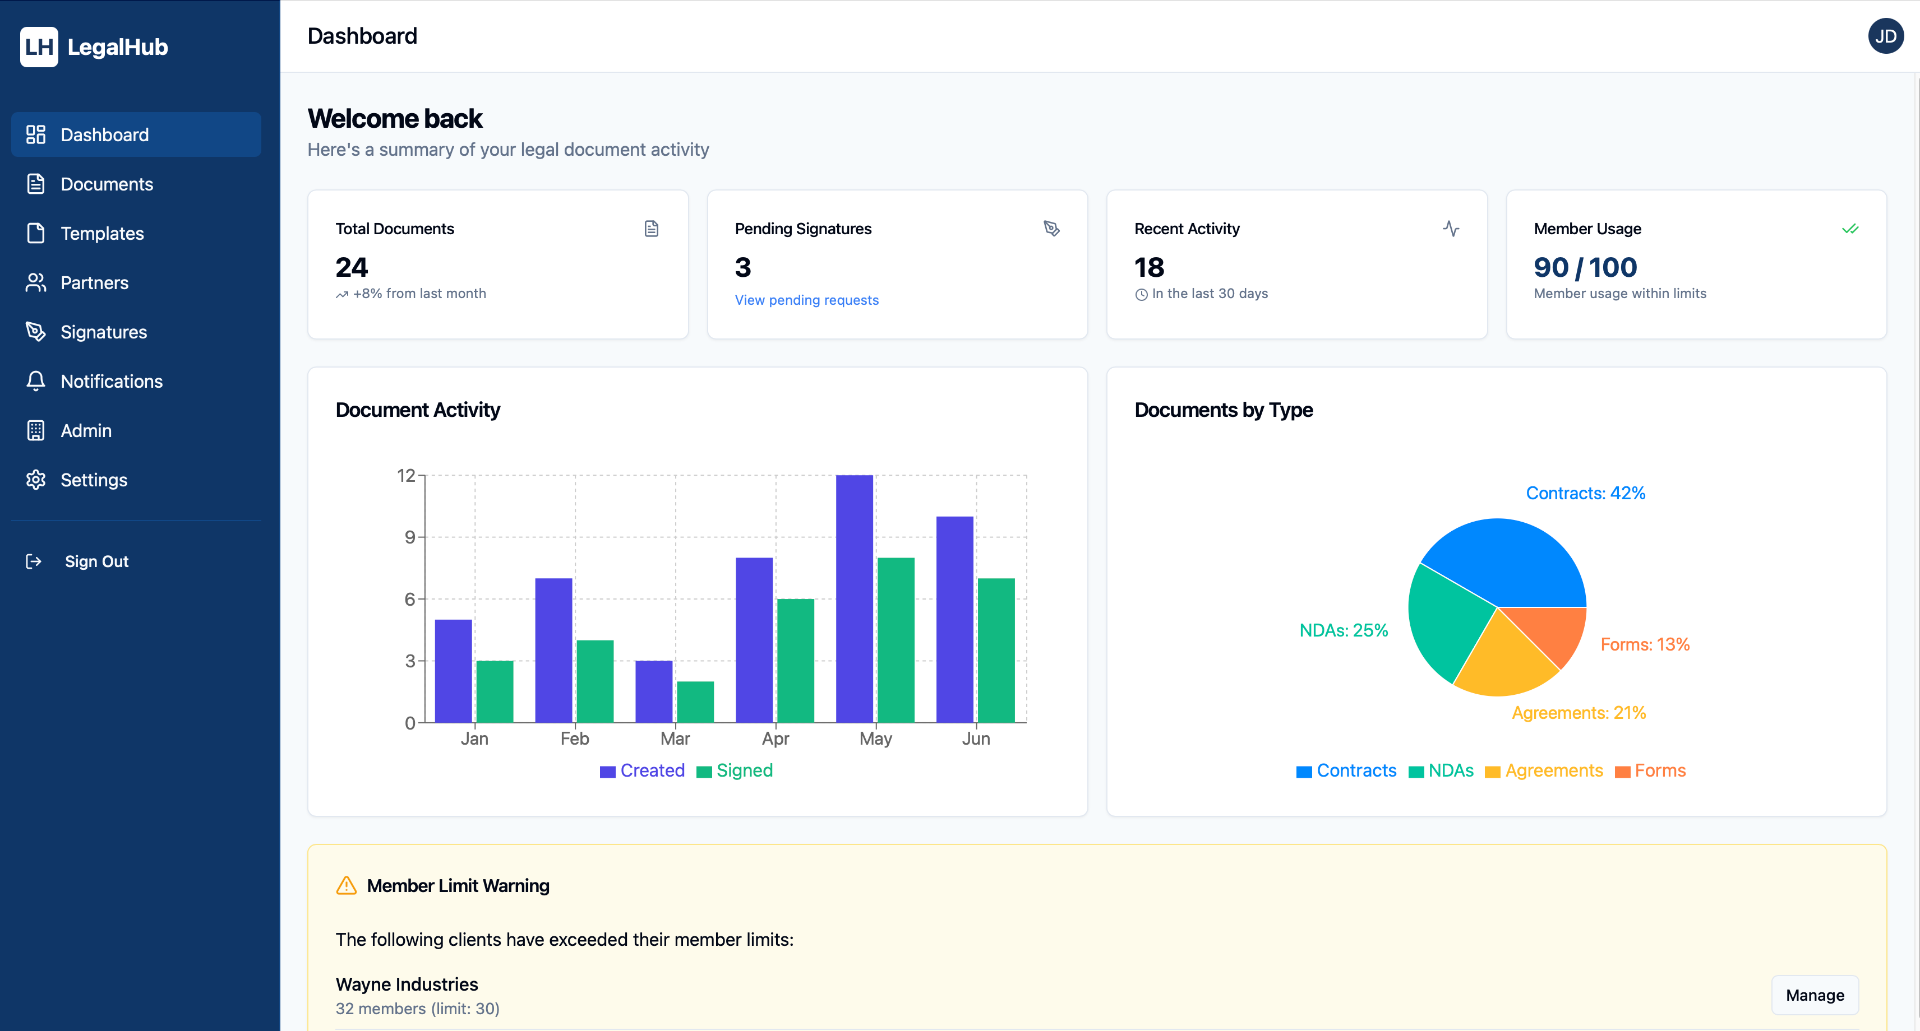 LH LegalHub
Dashboard
Documents
Templates
Partners
Signatures
Notifications
Admin
Settings
Sign Out
Dashboard
JD
Welcome back
Here's a summary of your legal document activity
Total Documents
24
+8% from last month
Pending Signatures
3
View pending requests
Recent Activity
18
In the last 30 days
Member Usage
90 / 100
Member usage within limits
Document Activity
12
9
6
3
0
Jan Feb Mar Apr May Jun
Created Signed
Documents by Type
Contracts: 42%
NDAs: 25%
Forms: 13%
Agreements: 21%
Contracts NDAs Agreements Forms
Member Limit Warning
The following clients have exceeded their member limits:
Wayne Industries
32 members (limit: 30)
Manage